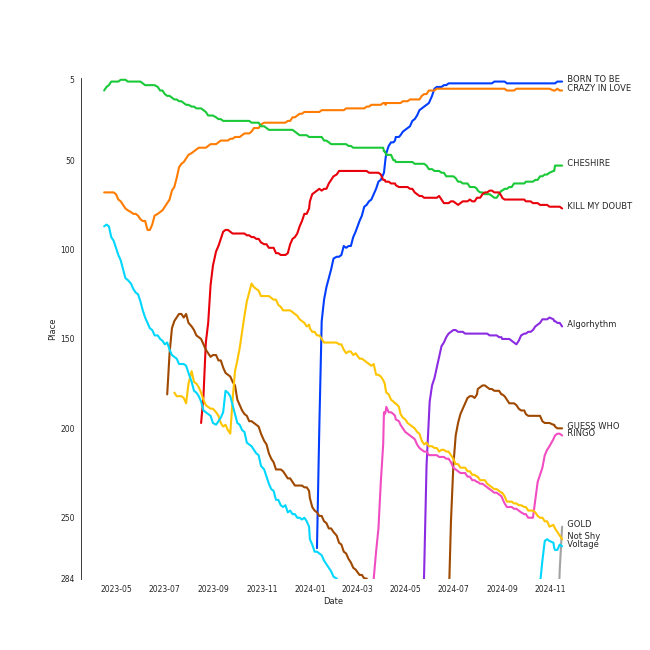 5
50
100
150
200
250
284
Place
2023-05
2023-07
2023-09
2023-11
2024-01
2024-03
2024-05
2024-07
2024-09
2024-11
Date
BORN TO BE
CRAZY IN LOVE
CHESHIRE
KILL MY DOUBT
Algorhythm
GUESS WHO
RINGO
GOLD
Not Shy
Voltage